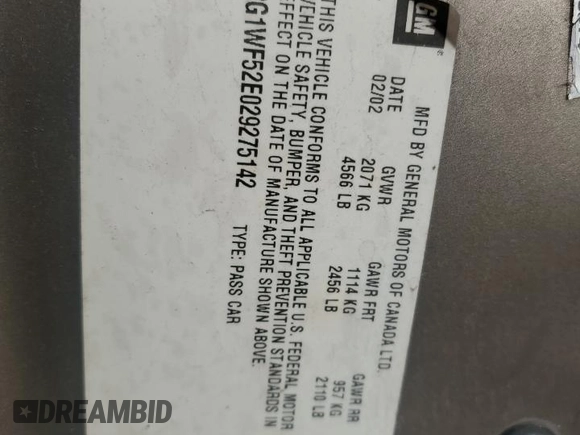 GM
MFD BY GENERAL MOTORS OF CANADA LTD.
DATE GVWR GAWR FRT GAWR RR
02/02 2071 KG 1114 KG 957 KG
4566 LB 2456 LB 2110 LB
THIS VEHICLE CONFORMS TO ALL APPLICABLE U.S. FEDERAL MOTOR
VEHICLE SAFETY, BUMPER, AND THEFT PREVENTION STANDARDS IN
EFFECT ON THE DATE OF MANUFACTURE SHOWN ABOVE.
G1WF52E029275142 TYPE: PASS CAR
DREAMBID